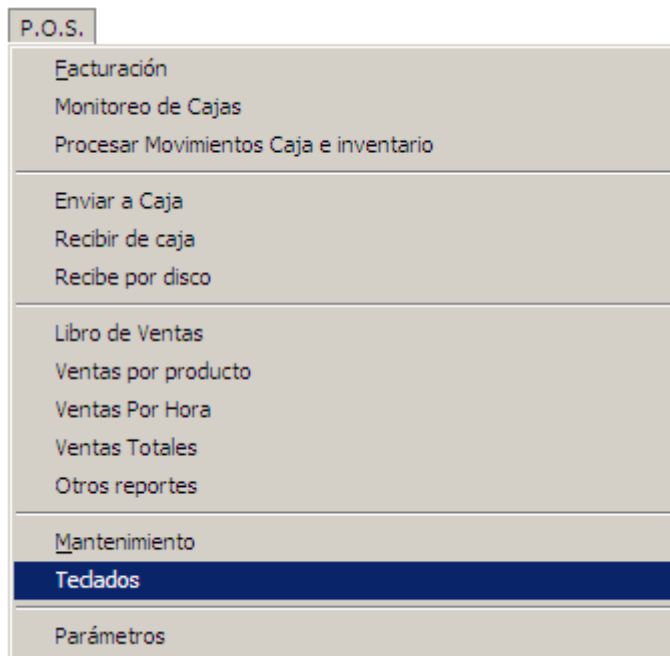 P.O.S.
Facturación
Monitoreo de Cajas
Procesar Movimientos Caja e inventario
Enviar a Caja
Recibir de caja
Recibe por disco
Libro de Ventas
Ventas por producto
Ventas Por Hora
Ventas Totales
Otros reportes
Mantenimiento
Teclados
Parámetros